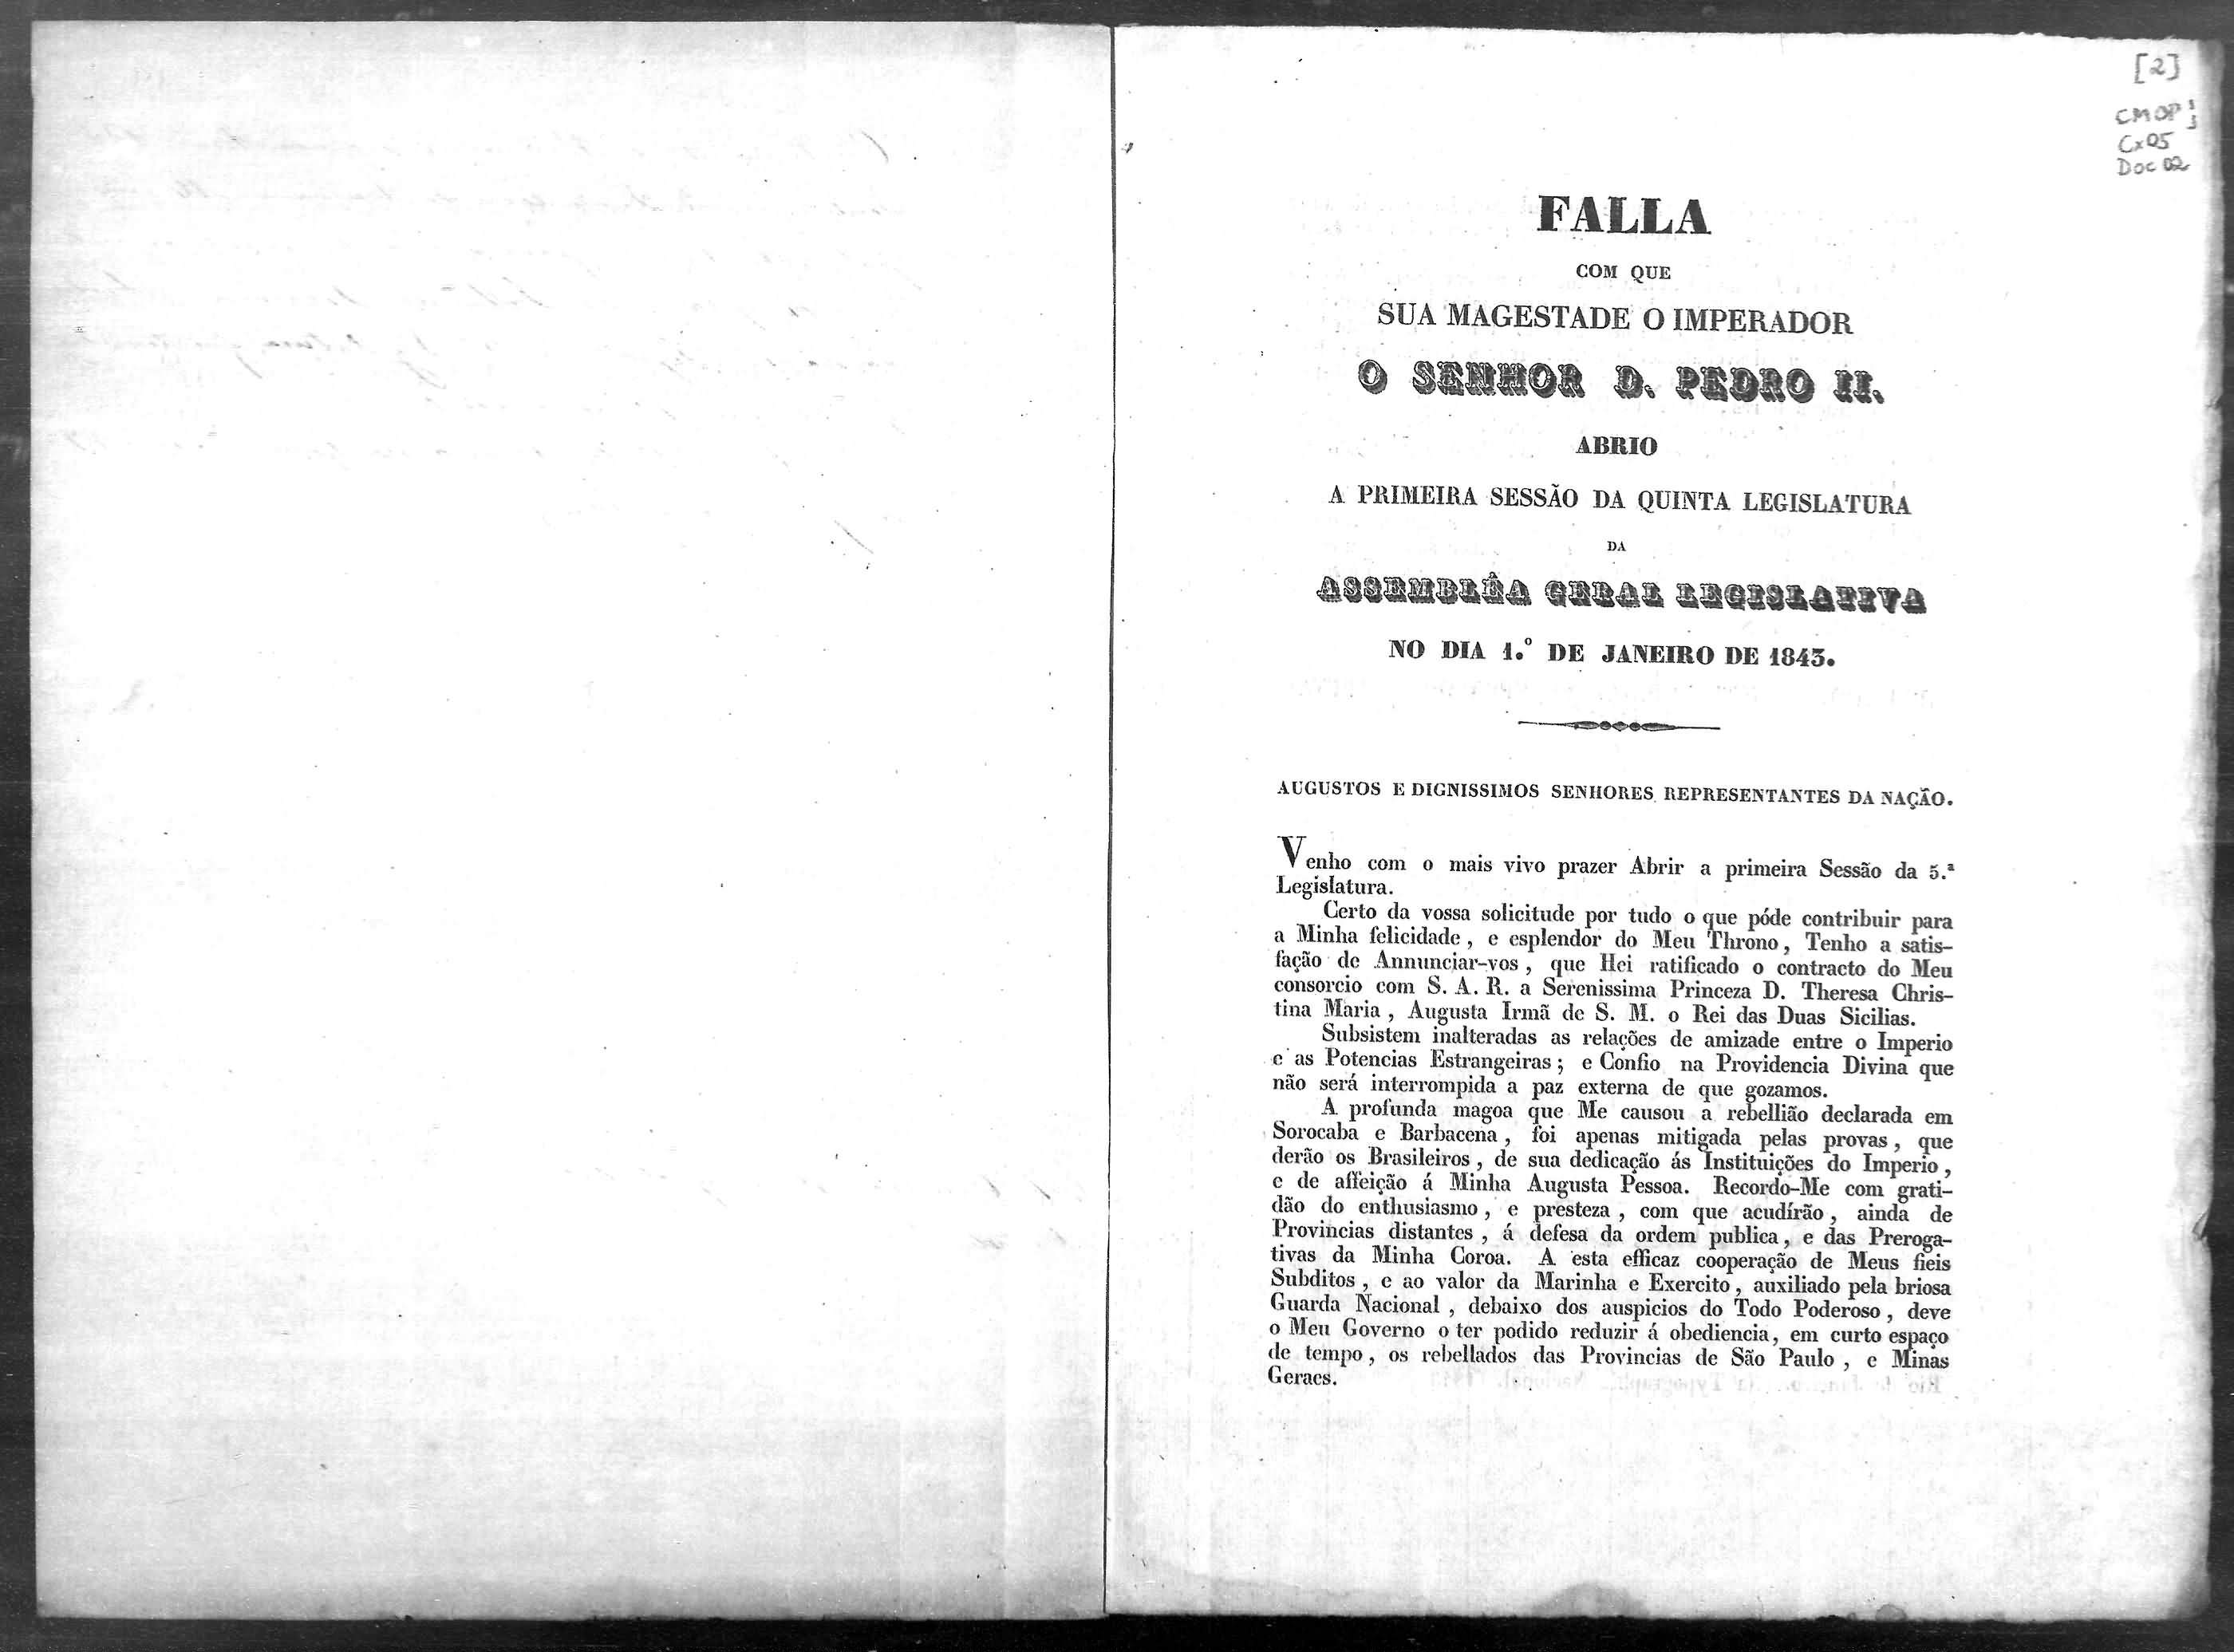 [2]
CMOP
Cx05
Doc 02
FALLA
COM QUE
SUA MAGESTADE O IMPERADOR
O SENHOR D. PEDRO II.
ABRIO
A PRIMEIRA SESSÃO DA QUINTA LEGISLATURA
DA
ASSEMBLÊA GERAL LEGISLATIVA
NO DIA 1.º DE JANEIRO DE 1843.
AUGUSTOS E DIGNISSIMOS SENHORES REPRESENTANTES DA NAÇÃO.
Venho com o mais vivo prazer Abrir a primeira Sessão da 5.ª
Legislatura.
Certo da vossa solicitude por tudo o que póde contribuir para
a Minha felicidade, e esplendor do Meu Throno, Tenho a satis-
fação de Annunciar-vos, que Hei ratificado o contracto do Meu
consorcio com S. A. R. a Serenissima Princeza D. Theresa Chris-
tina Maria, Augusta Irmã de S. M. o Rei das Duas Sicilias.
Subsistem inalteradas as relações de amizade entre o Imperio
e as Potencias Estrangeiras; e Confio na Providencia Divina que
não será interrompida a paz externa de que gozamos.
A profunda magoa que Me causou a rebellião declarada em
Sorocaba e Barbacena, foi apenas mitigada pelas provas, que
derão os Brasileiros, de sua dedicação ás Instituições do Imperio,
e de affeição á Minha Augusta Pessoa. Recordo-Me com grati-
dão do enthusiasmo, e presteza, com que acudírão, ainda de
Provincias distantes, á defesa da ordem publica, e das Preroga-
tivas da Minha Coroa. A esta efficaz cooperação de Meus fieis
Subditos, e ao valor da Marinha e Exercito, auxiliado pela briosa
Guarda Nacional, debaixo dos auspicios do Todo Poderoso, deve
o Meu Governo o ter podido reduzir á obediencia, em curto espaço
de tempo, os rebellados das Provincias de São Paulo, e Minas
Geraes.